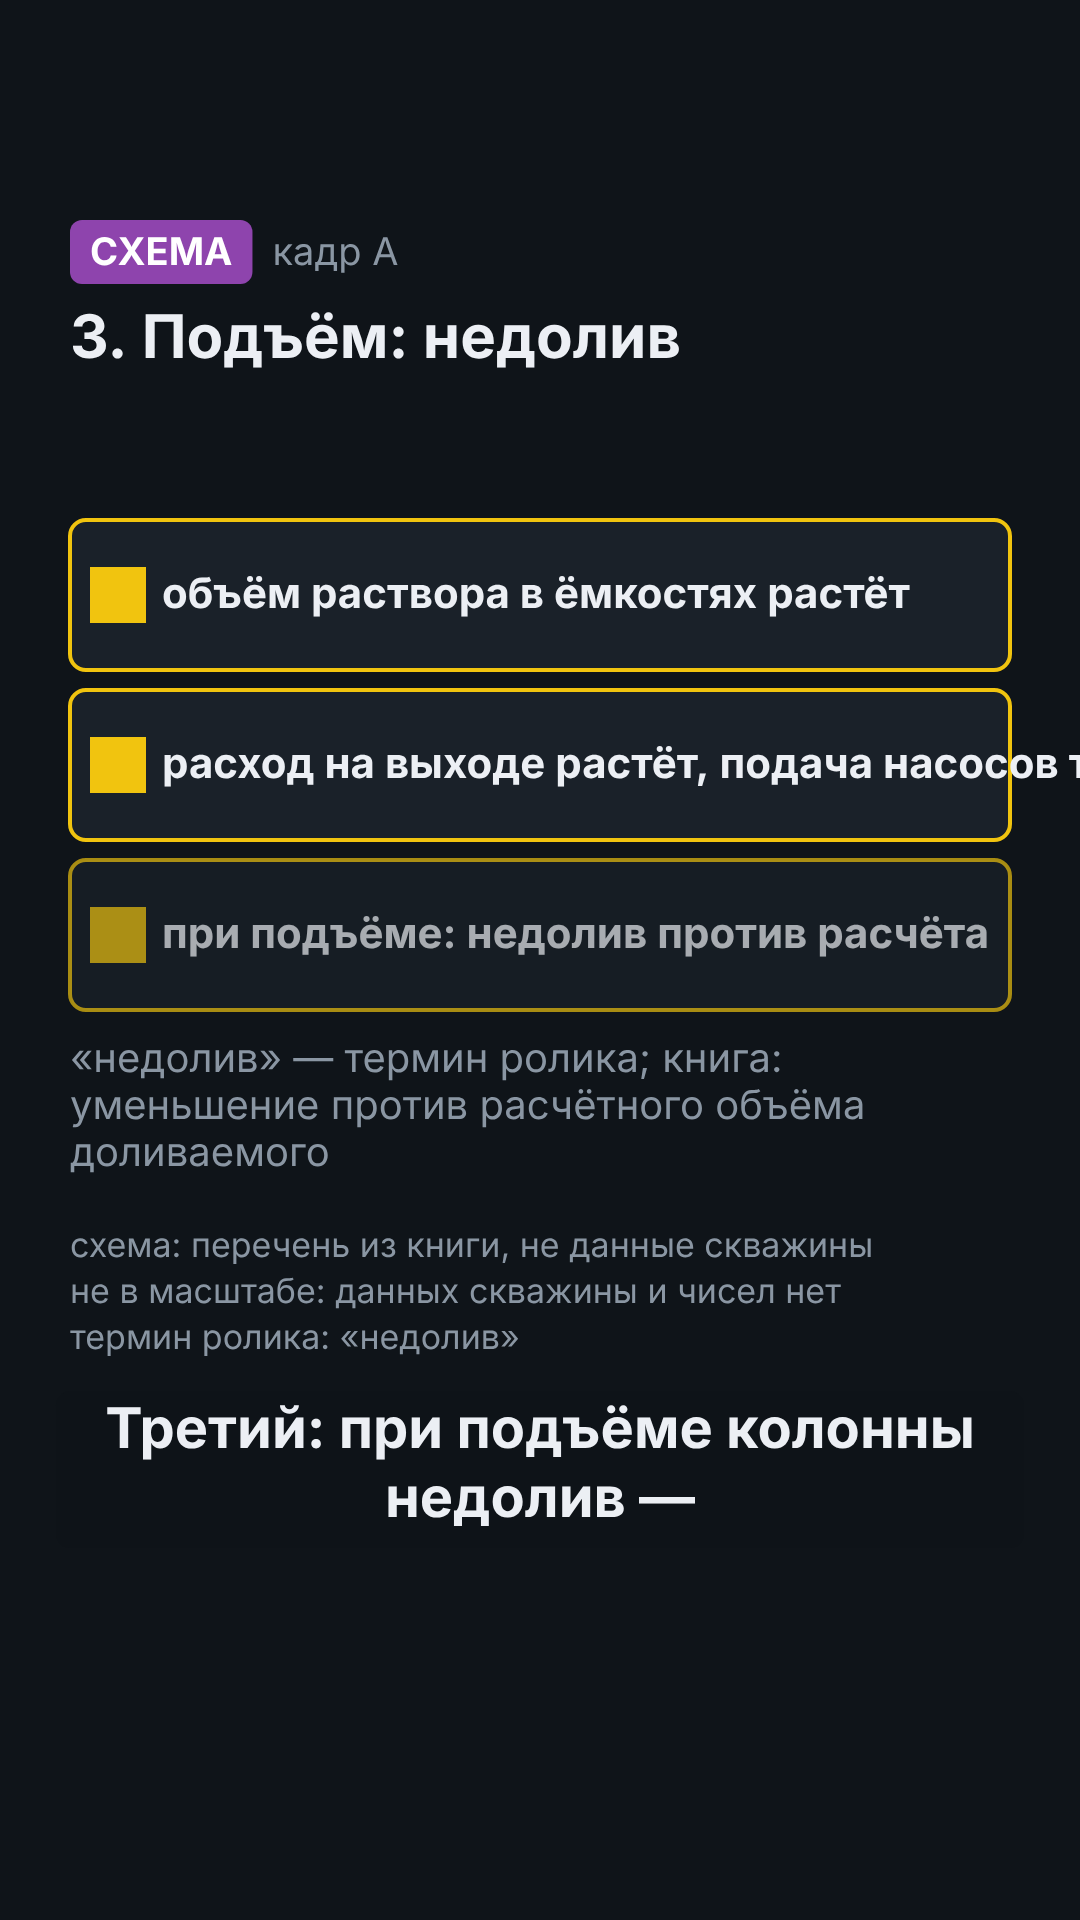 СХЕМА кадр А
3. Подъём: недолив
объём раствора в ёмкостях растёт
расход на выходе растёт, подача насосов
при подъёме: недолив против расчёта
«недолив» — термин ролика; книга:
уменьшение против расчётного объёма
доливаемого
схема: перечень из книги, не данные скважины
не в масштабе: данных скважины и чисел нет
термин ролика: «недолив»
Третий: при подъёме колонны
недолив —